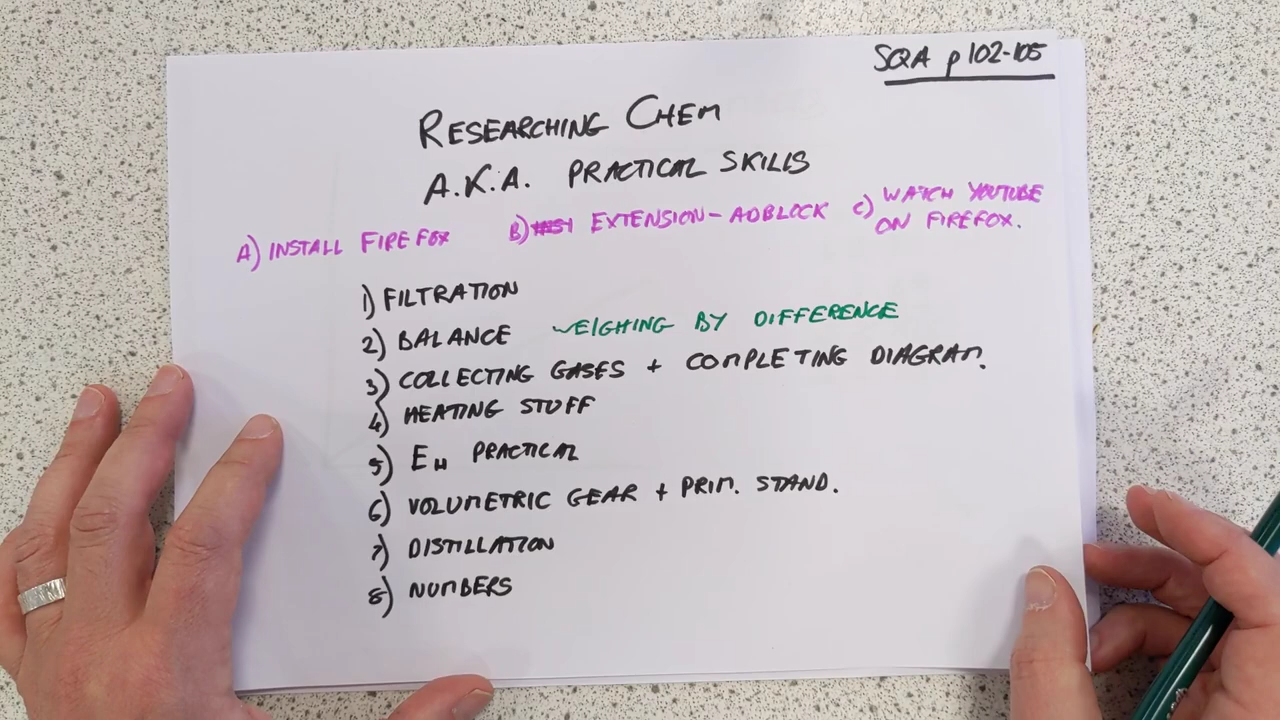 SQA p102-105
RESEARCHING CHEM
A.K.A. PRACTICAL SKILLS
A) INSTALL FIREFOX
B) EXTENSION - ADBLOCK
C) WATCH YOUTUBE
ON FIREFOX.
1) FILTRATION
2) BALANCE WEIGHING BY DIFFERENCE
3) COLLECTING GASES + COMPLETING DIAGRAM.
4) HEATING STUFF
5) EH PRACTICAL
6) VOLUMETRIC GEAR + PRIM. STAND.
7) DISTILLATION
8) NUMBERS